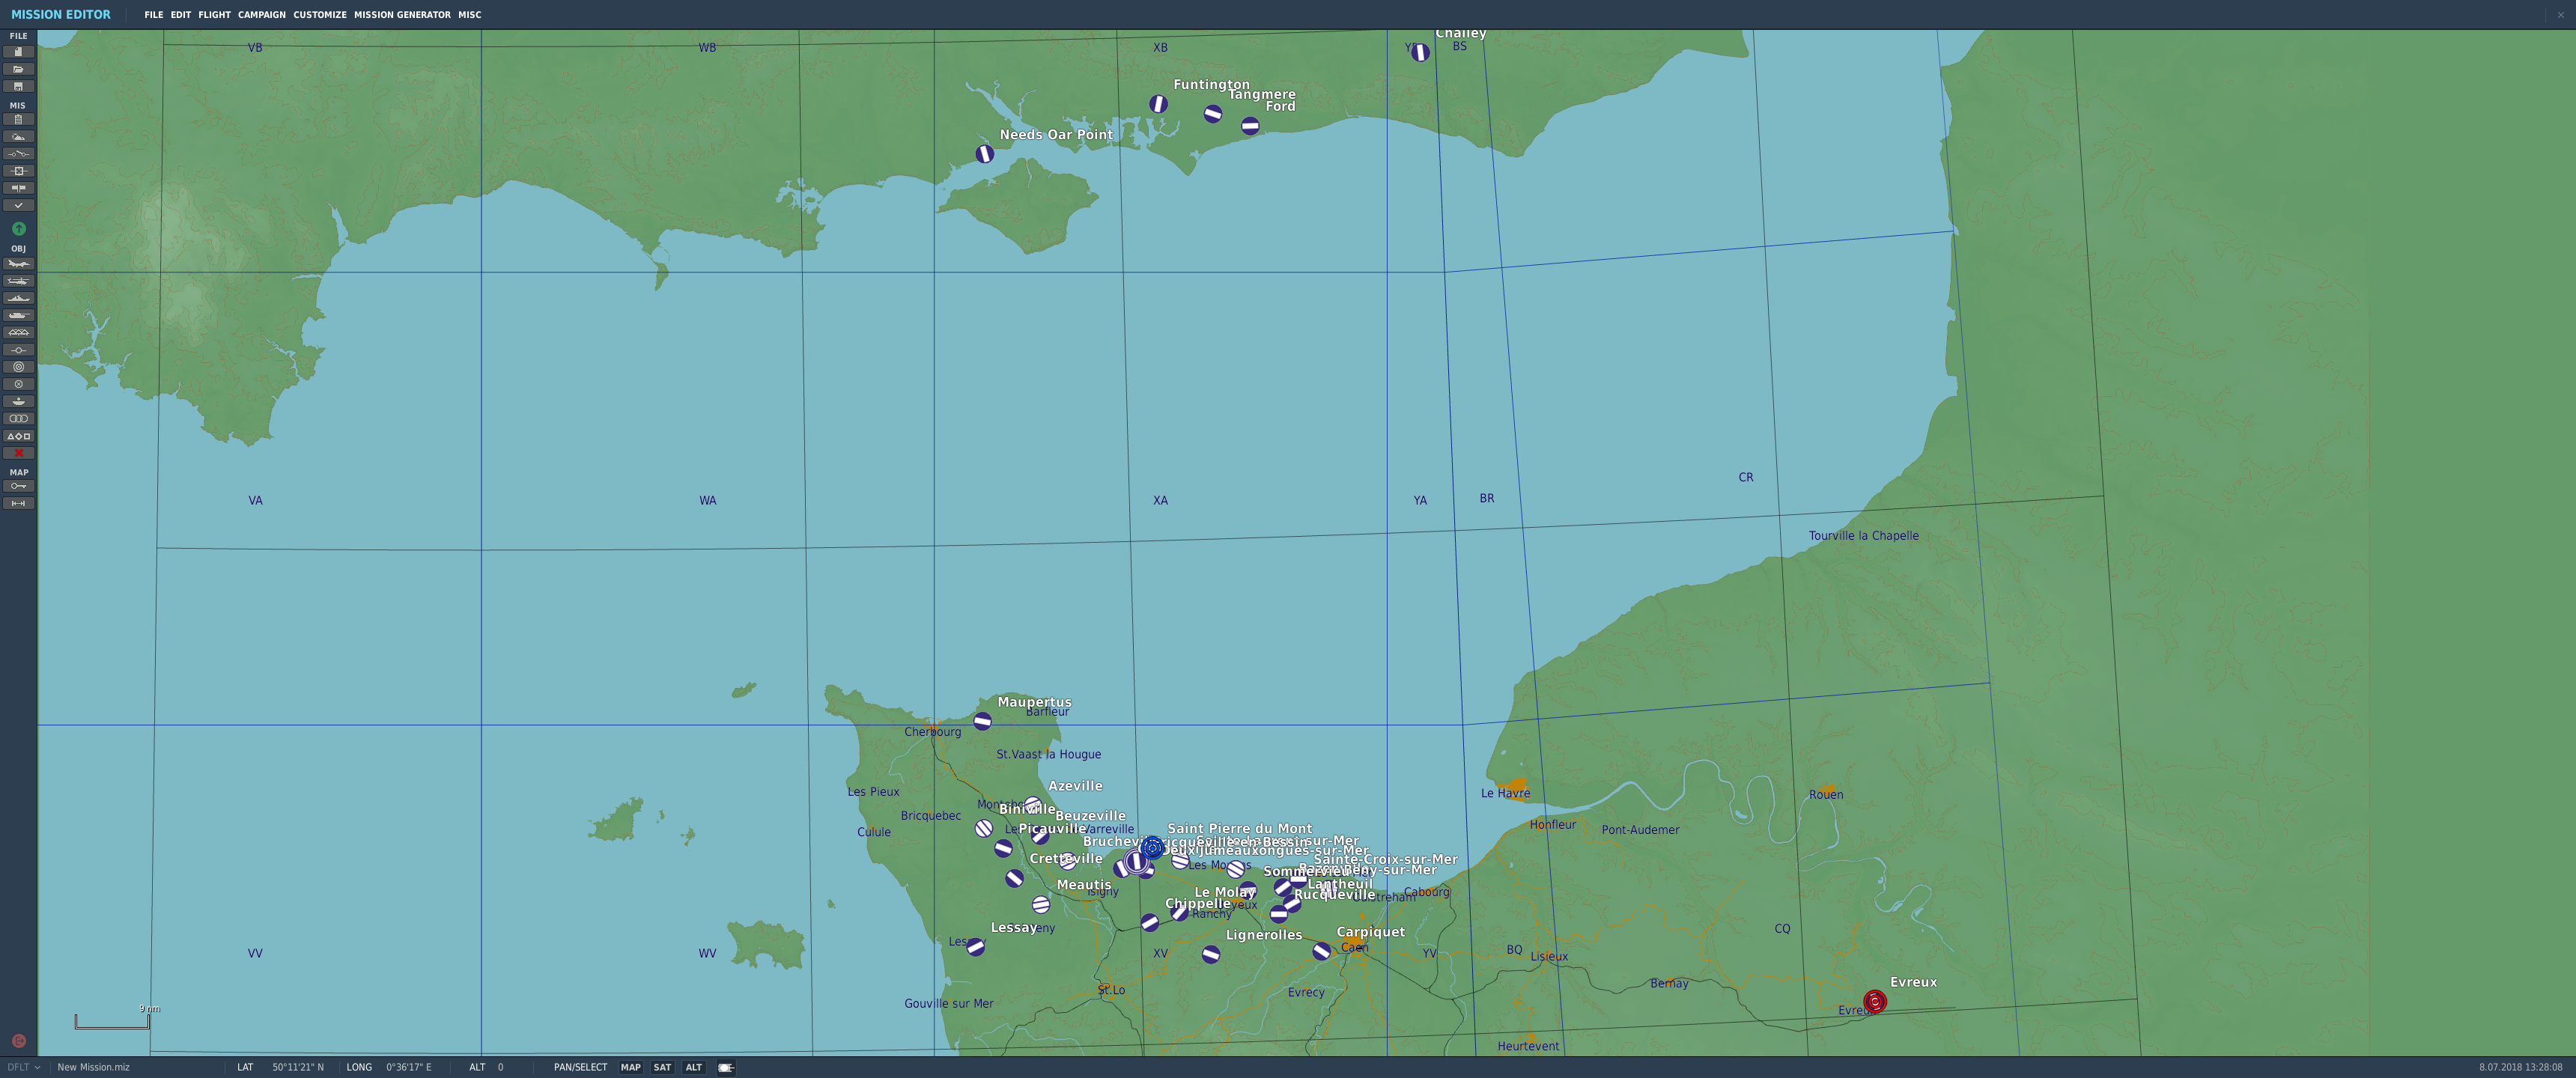 MISSION EDITOR FILE EDIT FLIGHT CAMPAIGN CUSTOMIZE MISSION GENERATOR MISC
FILE
MIS
OBJ
MAP
Chailey
VB WB XB BS
Funtington
Tangmere
Ford
Needs Oar Point
CR
VA WA XA YA BR
Tourville la Chapelle
Maupertus
Barfleur
Cherbourg
St.Vaast la Hougue
Azeville
Les Pieux
Le Havre
Rouen
Biniville
Bricquebec
Beuzeville
Honfleur
Picauville
Varreville
Saint Pierre du Mont
Culule
Pont-Audemer
Cretteville
Sainte-Croix-sur-Mer
Sommervieu
Meautis
Lantheuil
Isigny
Le Molay
Rucqueville
Cabourg
Chippelle
Ranchy
Lessay
CQ
Lignerolles
Carpiquet
Caen
VV WV XV YV BQ
Lisieux
Evreux
Bernay
St.Lo
Evrecy
Gouville sur Mer
9 nm
Heurtevent
DFLT New Mission.miz LAT 50°11'21" N LONG 0°36'17" E ALT 0 PAN/SELECT MAP SAT ALT 8.07.2018 13:28:08